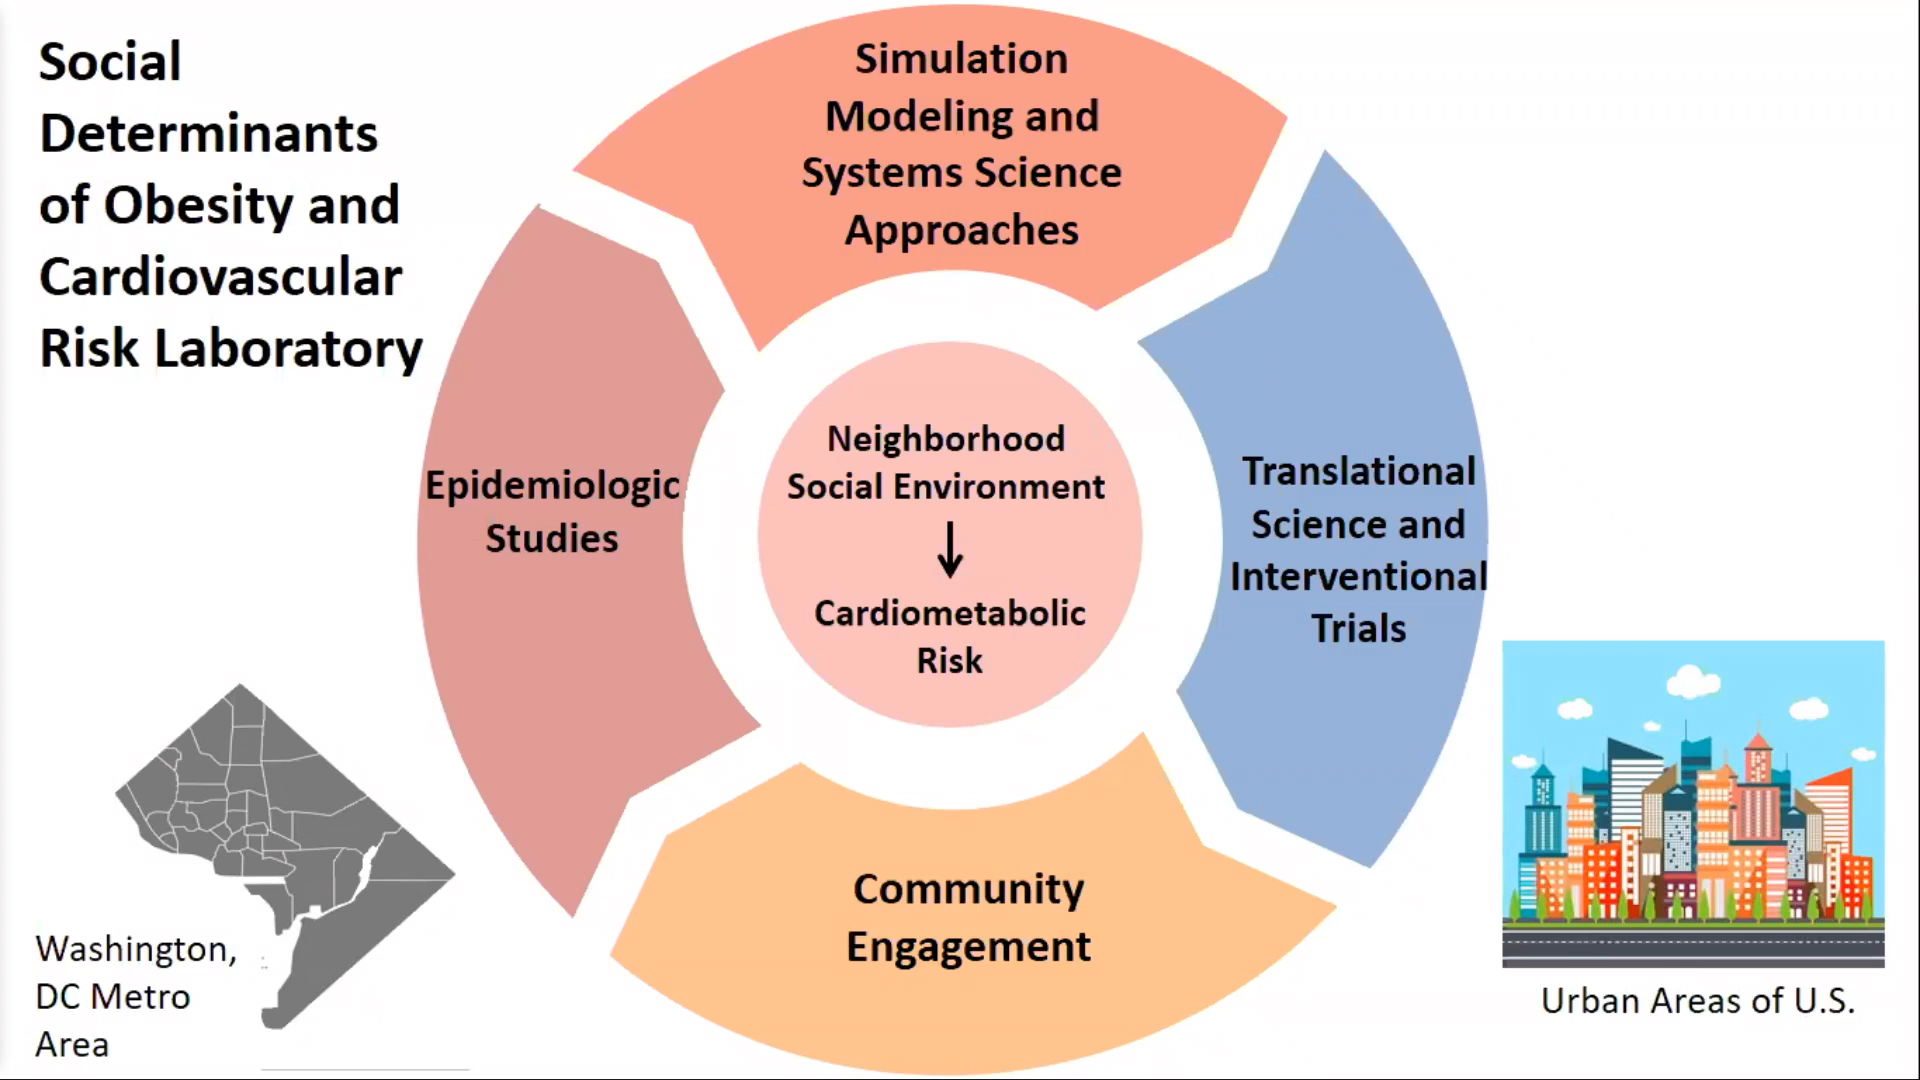 Social
Determinants
of Obesity and
Cardiovascular
Risk Laboratory
Simulation
Modeling and
Systems Science
Approaches
Epidemiologic
Studies
Neighborhood
Social Environment
Cardiometabolic
Risk
Translational
Science and
Interventional
Trials
Community
Engagement
Washington,
DC Metro
Area
Urban Areas of U.S.